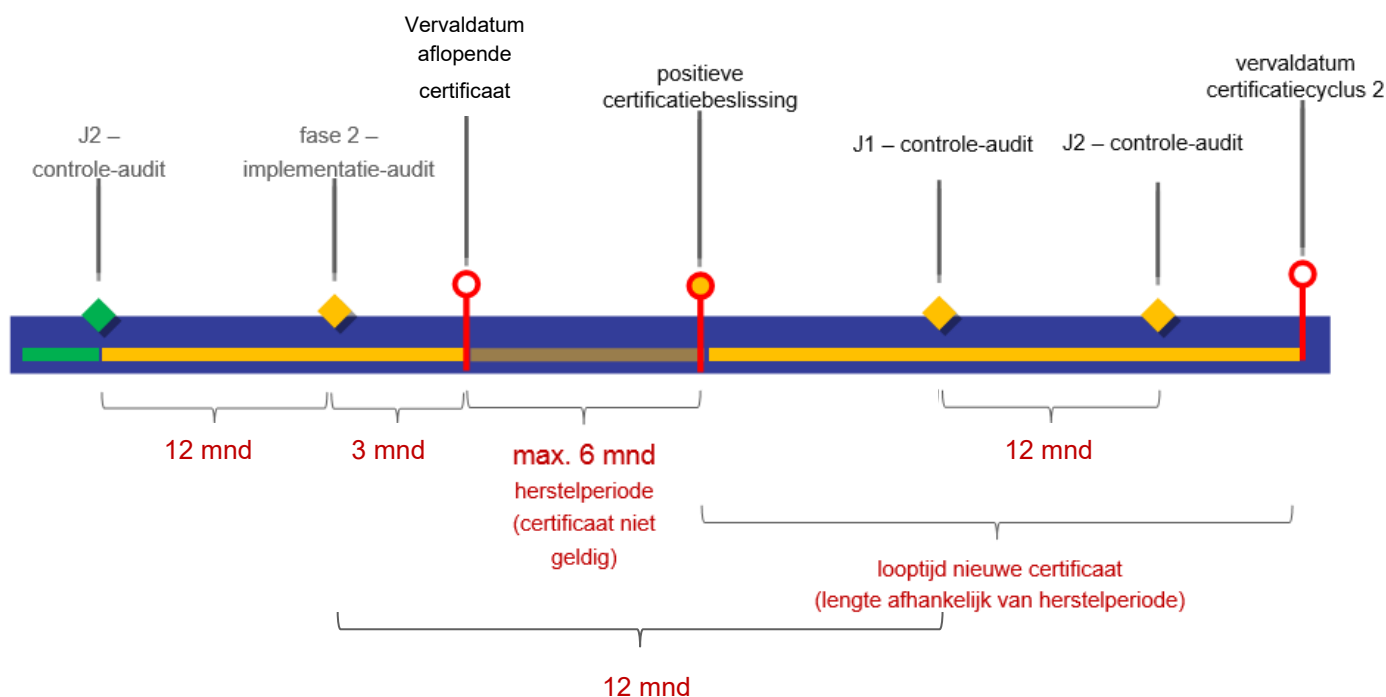 Vervaldatum
aflopende
certificaat
positieve
certificatiebeslissing
vervaldatum
certificatiecyclus 2
J2 –
controle-audit
fase 2 –
implementatie-audit
J1 – controle-audit
J2 – controle-audit
12 mnd
3 mnd
max. 6 mnd
herstelperiode
(certificaat niet
geldig)
12 mnd
looptijd nieuwe certificaat
(lengte afhankelijk van herstelperiode)
12 mnd